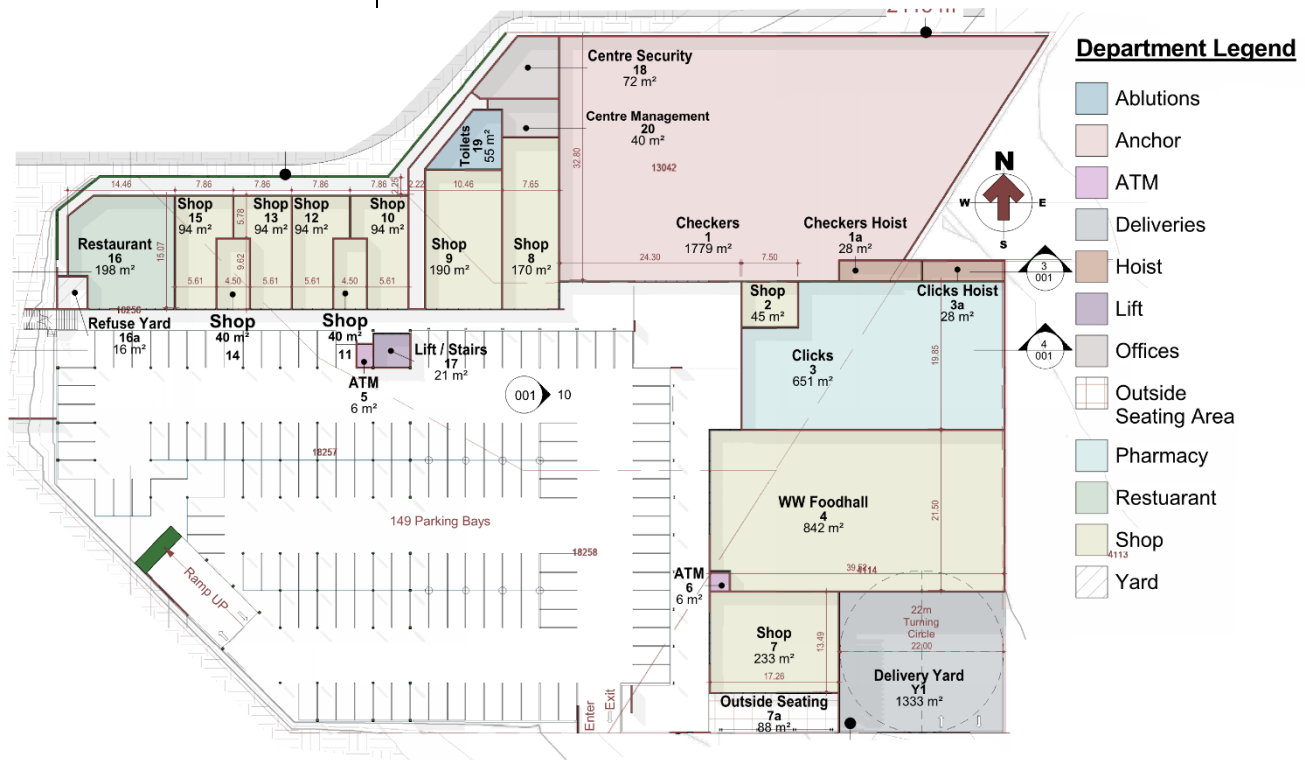 Centre Security
18
72 m²
Centre Management
20
40 m²
Toilets
19
55 m²
32.80
13042
14.46
7.86
7.86
7.86
7.86
2.25
2.22
10.46
7.65
Shop
15
94 m²
Shop
13
94 m²
Shop
12
94 m²
Shop
10
94 m²
5.78
9.62
15.07
Restaurant
16
198 m²
Shop
9
190 m²
Shop
8
170 m²
5.61
4.50
5.61
5.61
4.50
5.61
Checkers
1
1779 m²
Checkers Hoist
1a
28 m²
24.30
7.50
N
W
E
S
3
001
Clicks Hoist
3a
28 m²
Shop
2
45 m²
18256
Refuse Yard
16a
16 m²
Shop
40 m²
14
Shop
40 m²
11
Lift / Stairs
17
21 m²
ATM
5
6 m²
001
10
Clicks
3
651 m²
19.85
4
001
18257
149 Parking Bays
18258
WW Foodhall
4
842 m²
21.50
4114
ATM
6
6 m²
Ramp UP
Shop
7
233 m²
13.49
17.26
22m
Turning
Circle
22.00
Delivery Yard
Y1
1333 m²
Outside Seating
7a
88 m²
Enter
Exit
Department Legend
Ablutions
Anchor
ATM
Deliveries
Hoist
Lift
Offices
Outside
Seating Area
Pharmacy
Restuarant
Shop
4113
Yard